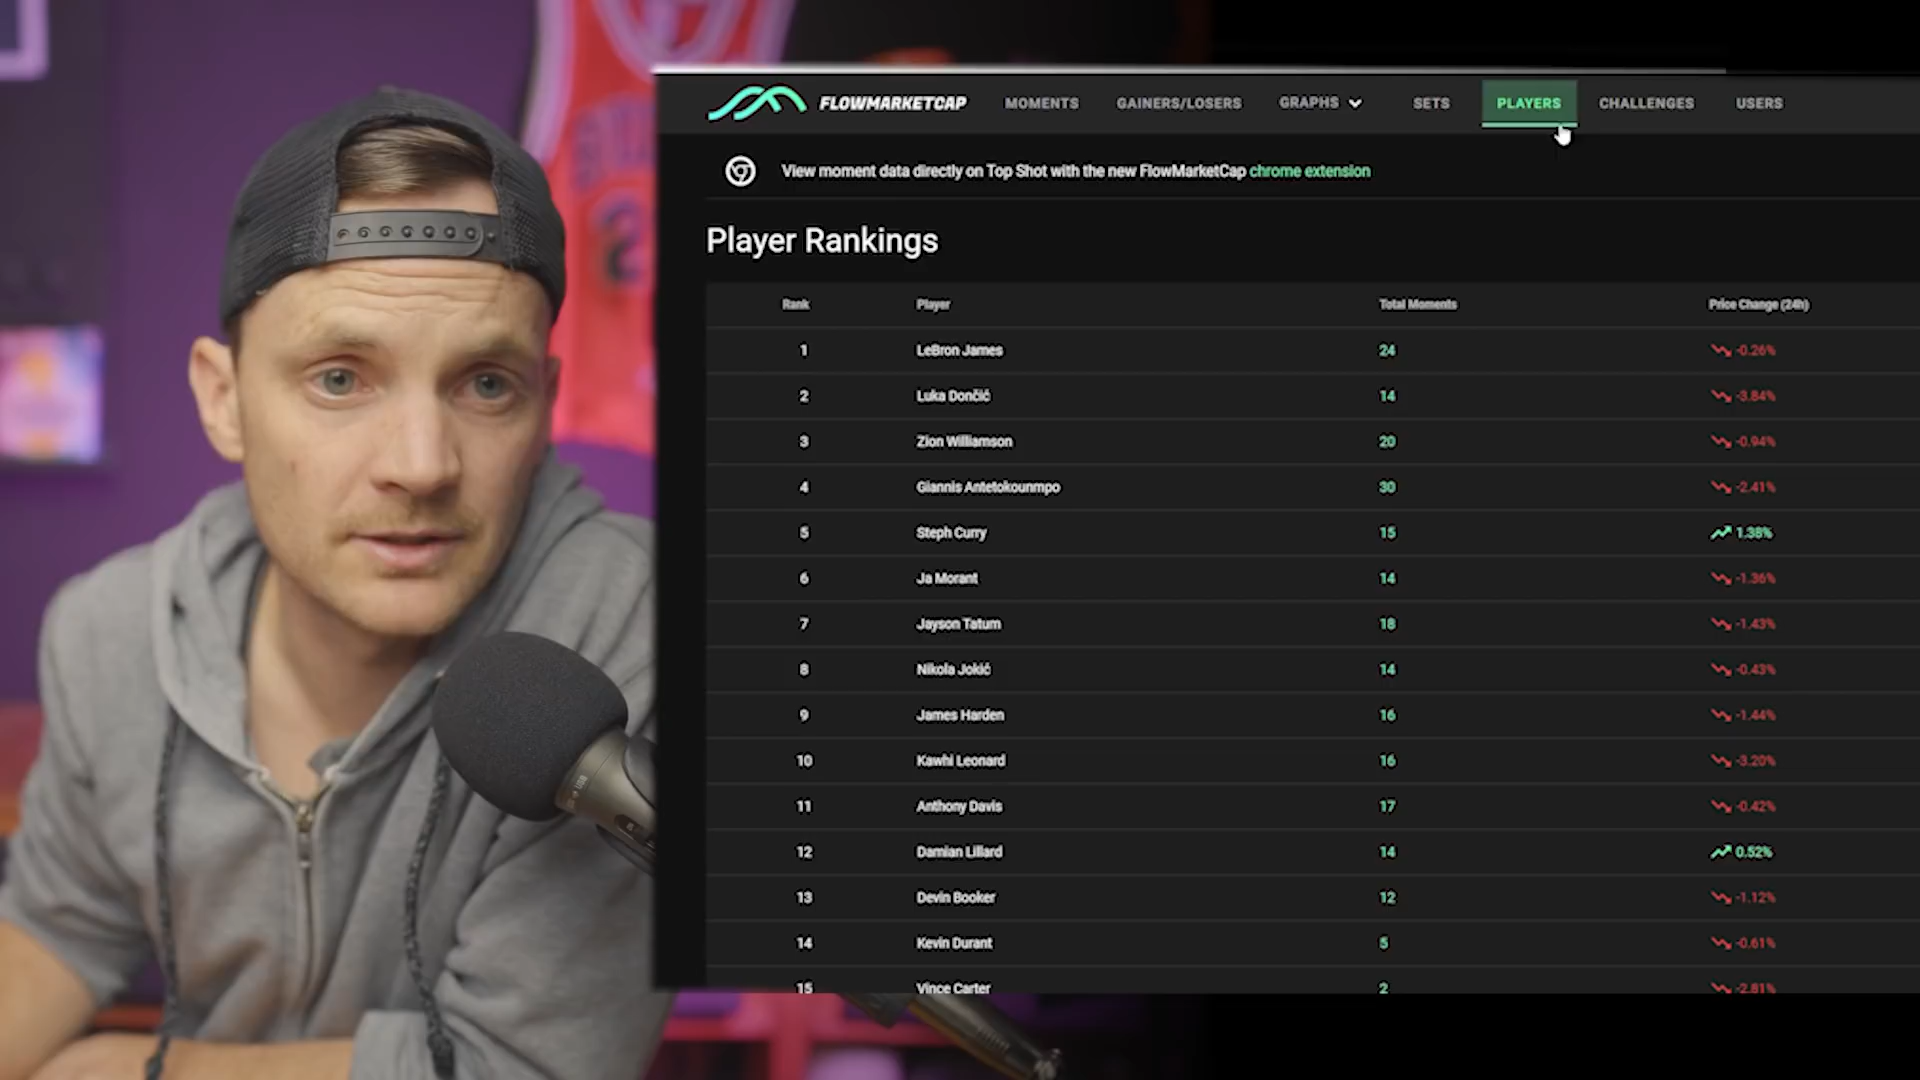 FLOWMARKETCAP MOMENTS GAINERS/LOSERS GRAPHS SETS PLAYERS CHALLENGES USERS
View moment data directly on Top Shot with the new FlowMarketCap chrome extension
Player Rankings
Rank Player Total Moments Price Change (24h)
1 LeBron James 24 -0.26%
2 Luka Dončić 14 -3.84%
3 Zion Williamson 20 -0.94%
4 Giannis Antetokounmpo 30 -2.41%
5 Steph Curry 15 1.38%
6 Ja Morant 14 -1.36%
7 Jayson Tatum 18 -1.43%
8 Nikola Jokić 14 -0.43%
9 James Harden 16 -1.44%
10 Kawhi Leonard 16 -3.20%
11 Anthony Davis 17 -0.42%
12 Damian Lillard 14 0.52%
13 Devin Booker 12 -1.12%
14 Kevin Durant 5 -0.61%
15 Vince Carter 2 -2.81%